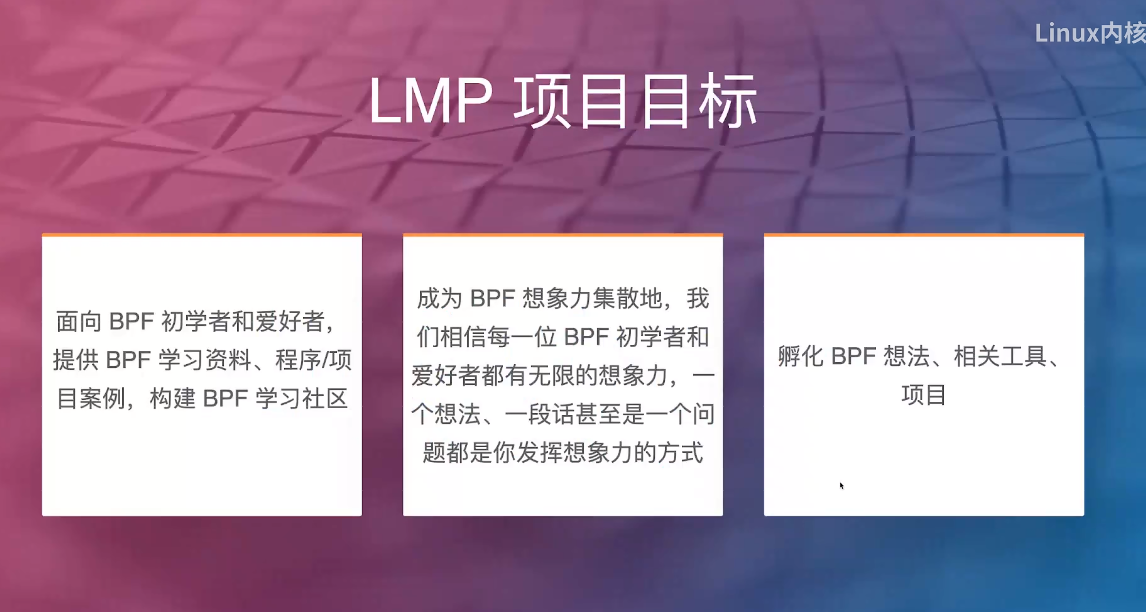 Linux内核
LMP 项目目标
面向 BPF 初学者和爱好者，
提供 BPF 学习资料、程序/项
目案例，构建 BPF 学习社区
成为 BPF 想象力集散地，我
们相信每一位 BPF 初学者和
爱好者都有无限的想象力，一
个想法、一段话甚至是一个问
题都是你发挥想象力的方式
孵化 BPF 想法、相关工具、
项目